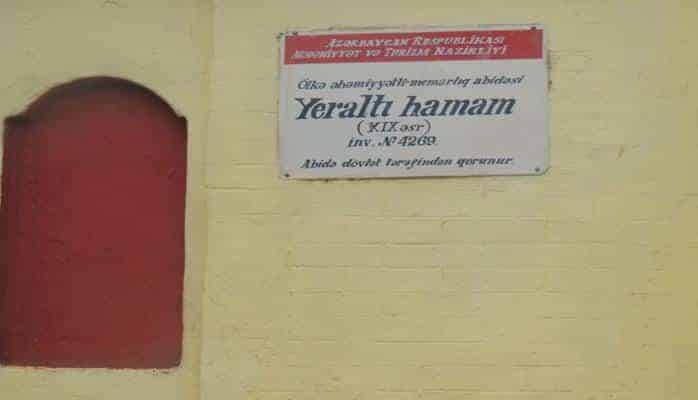 AZƏRBAYCAN RESPUBLİKASI
MƏDƏNİYYƏT VƏ TURİZM NAZİRLİYİ
Ölkə əhəmiyyətli memarlıq abidəsi
Yeraltı hamam
(XIX əsr)
inv. № 4269.
Abidə dövlət tərəfindən qorunur.